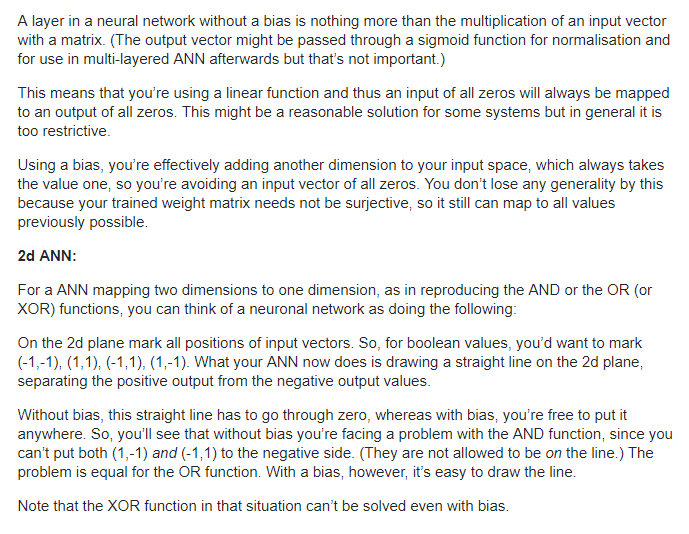 A layer in a neural network without a bias is nothing more than the multiplication of an input vector
with a matrix. (The output vector might be passed through a sigmoid function for normalisation and
for use in multi-layered ANN afterwards but that's not important.)
This means that you're using a linear function and thus an input of all zeros will always be mapped
to an output of all zeros. This might be a reasonable solution for some systems but in general it is
too restrictive.
Using a bias, you're effectively adding another dimension to your input space, which always takes
the value one, so you're avoiding an input vector of all zeros. You don't lose any generality by this
because your trained weight matrix needs not be surjective, so it still can map to all values
previously possible.
2d ANN:
For a ANN mapping two dimensions to one dimension, as in reproducing the AND or the OR (or
XOR) functions, you can think of a neuronal network as doing the following:
On the 2d plane mark all positions of input vectors. So, for boolean values, you'd want to mark
(-1,-1), (1,1), (-1,1), (1,-1). What your ANN now does is drawing a straight line on the 2d plane,
separating the positive output from the negative output values.
Without bias, this straight line has to go through zero, whereas with bias, you're free to put it
anywhere. So, you'll see that without bias you're facing a problem with the AND function, since you
can't put both (1,-1) and (-1,1) to the negative side. (They are not allowed to be on the line.) The
problem is equal for the OR function. With a bias, however, it's easy to draw the line.
Note that the XOR function in that situation can't be solved even with bias.